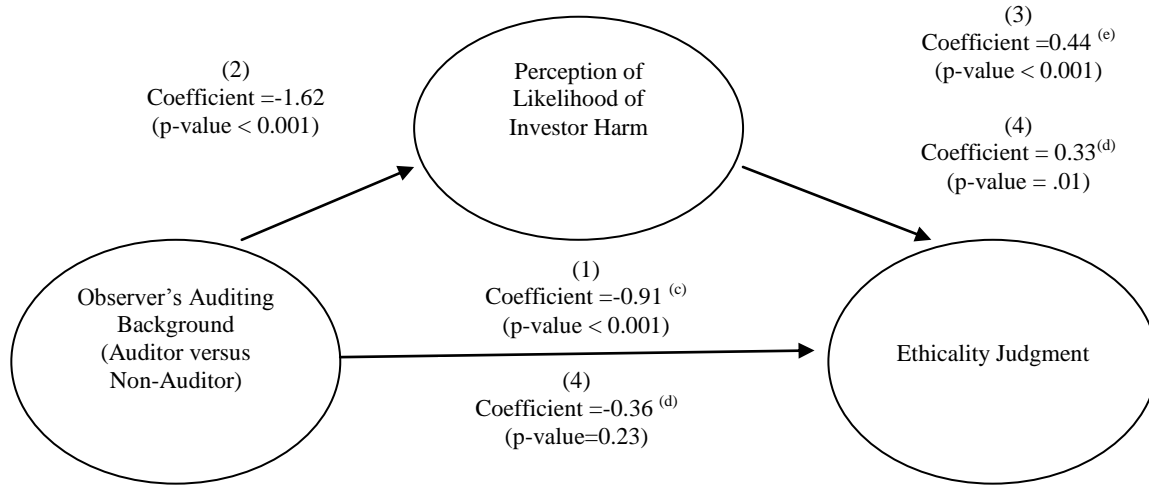 (3)
Coefficient =0.44 (e)
(p-value < 0.001)
(4)
Coefficient = 0.33(d)
(p-value = .01)
(2)
Coefficient =-1.62
(p-value < 0.001)
Perception of
Likelihood of
Investor Harm
Observer’s Auditing
Background
(Auditor versus
Non-Auditor)
(1)
Coefficient =-0.91 (c)
(p-value < 0.001)
(4)
Coefficient =-0.36 (d)
(p-value=0.23)
Ethicality Judgment